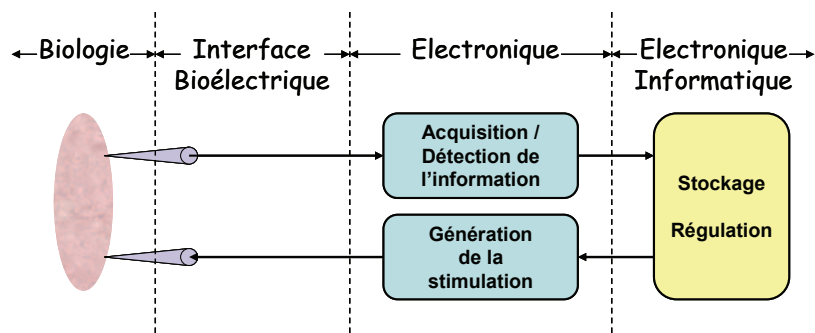 Biologie
Interface
Bioélectrique
Electronique
Electronique
Informatique
Acquisition /
Détection de
l'information
Génération
de la
stimulation
Stockage
Régulation